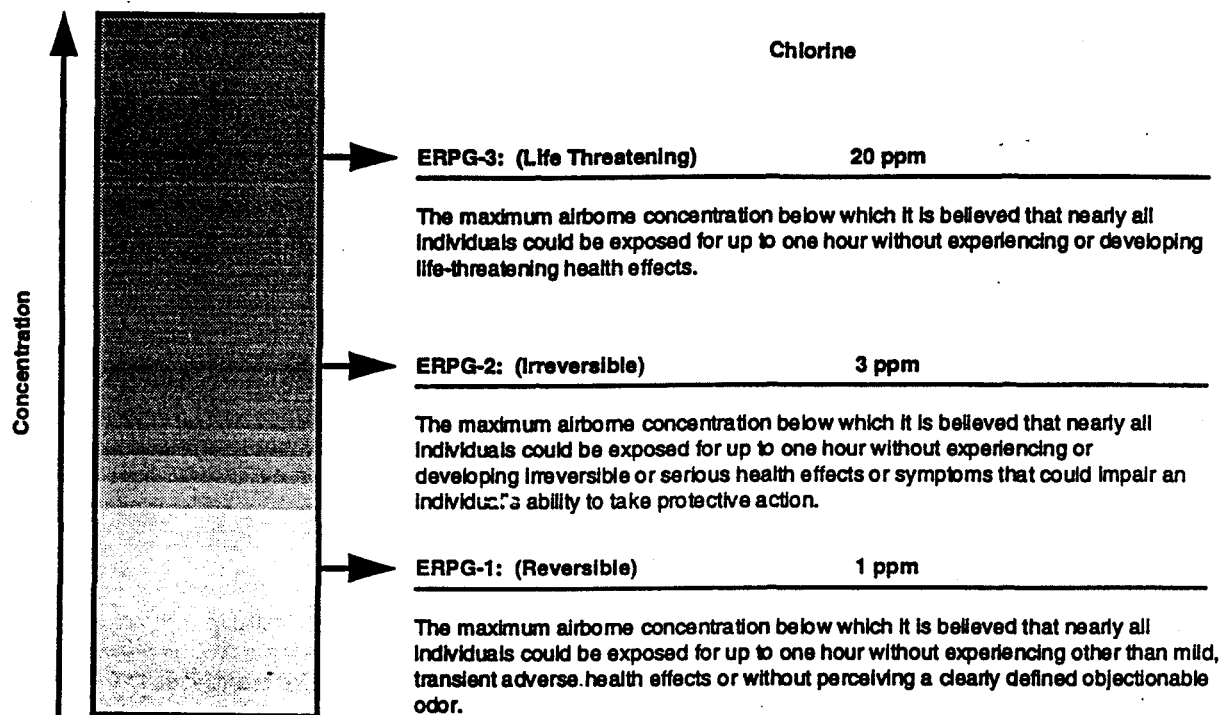 Chlorine
Concentration
ERPG-3: (Life Threatening) 20 ppm
The maximum airborne concentration below which it is believed that nearly all
individuals could be exposed for up to one hour without experiencing or developing
life-threatening health effects.
ERPG-2: (Irreversible) 3 ppm
The maximum airborne concentration below which it is believed that nearly all
individuals could be exposed for up to one hour without experiencing or
developing irreversible or serious health effects or symptoms that could impair an
individual's ability to take protective action.
ERPG-1: (Reversible) 1 ppm
The maximum airborne concentration below which it is believed that nearly all
individuals could be exposed for up to one hour without experiencing other than mild,
transient adverse health effects or without perceiving a clearly defined objectionable
odor.